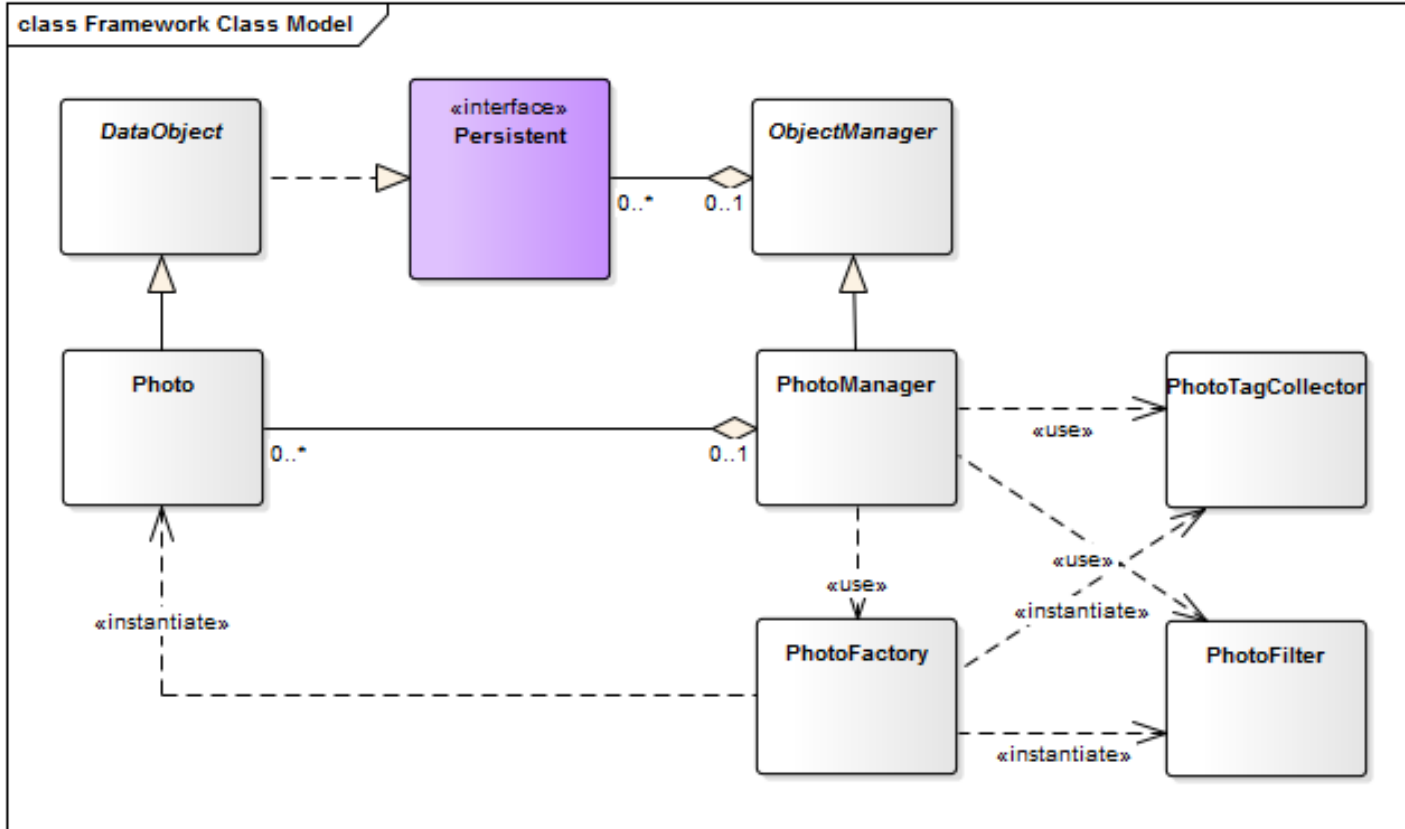 class Framework Class Model
DataObject
«interface»
Persistent
ObjectManager
0..*
0..1
Photo
PhotoManager
PhotoTagCollector
0..*
0..1
«use»
«use»
«use»
«instantiate»
«instantiate»
PhotoFactory
PhotoFilter
«instantiate»